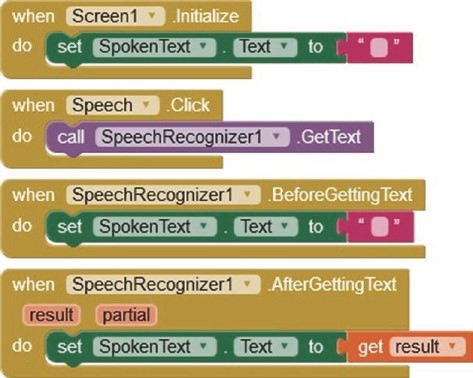 when Screen1 .Initialize
do set SpokenText . Text to " "
when Speech .Click
do call SpeechRecognizer1 .GetText
when SpeechRecognizer1 .BeforeGettingText
do set SpokenText . Text to " "
when SpeechRecognizer1 .AfterGettingText
result partial
do set SpokenText . Text to get result